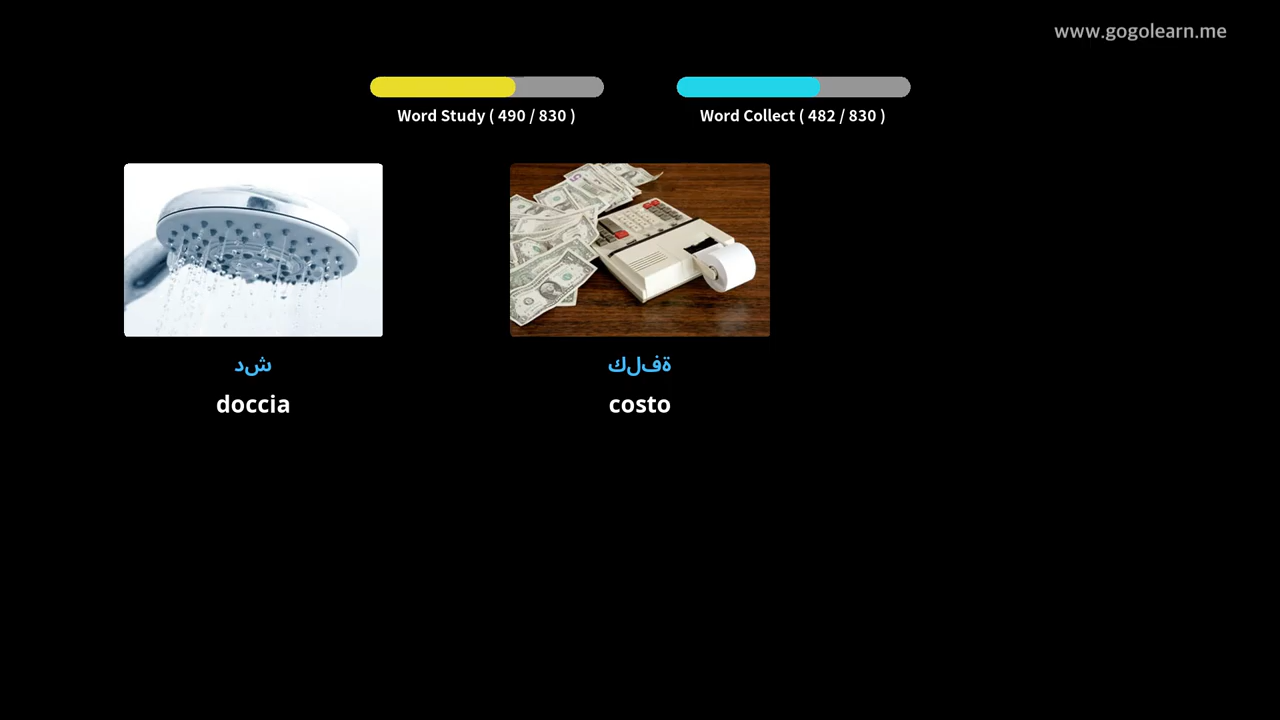 www.gogolearn.me
Word Study ( 490 / 830 )
Word Collect ( 482 / 830 )
شد
doccia
ةفلك
costo